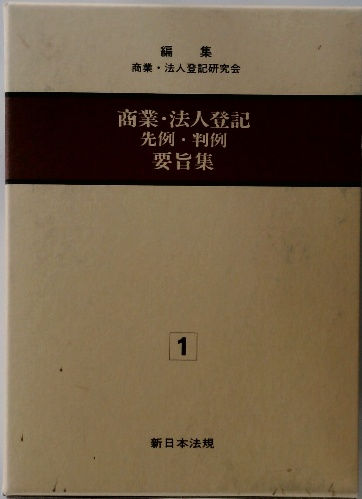 編 集
商業・法人登記研究会
商業・法人登記
先例・判例
要旨集
1
新日本法規